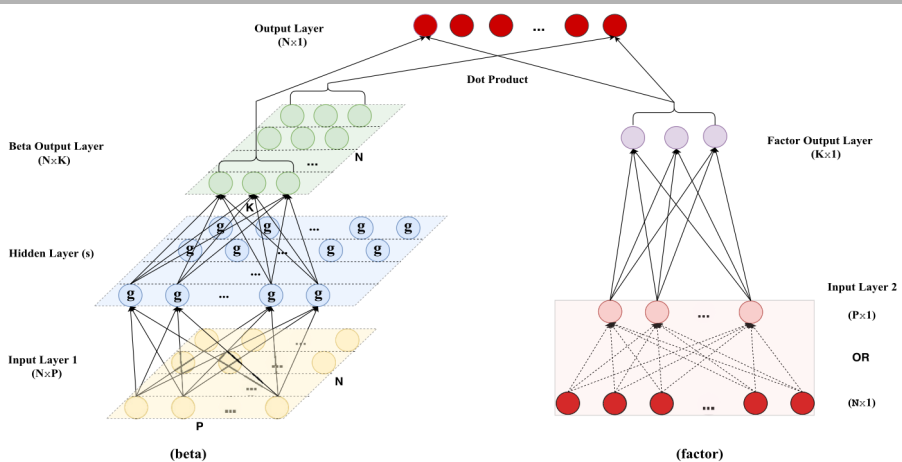 Output Layer
(N×1)
...
Dot Product
Beta Output Layer
(N×K)
...
N
K
Factor Output Layer
(K×1)
Hidden Layer (s)
g g ... g g
g g ... g g
...
g g ... g g
Input Layer 1
(N×P)
...
...
...
N
P
Input Layer 2
(P×1)
...
OR
...
(N×1)
(beta)
(factor)